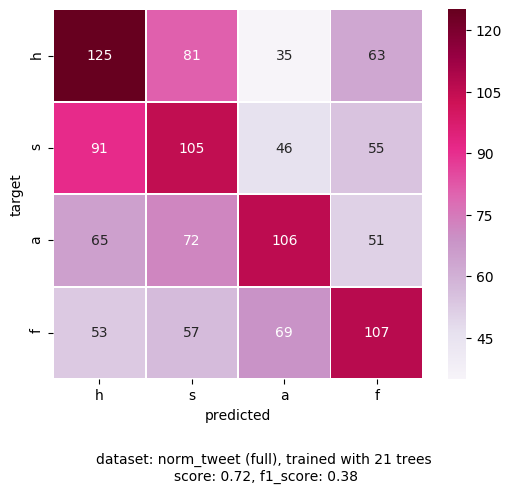 h 125 81 35 63
s 91 105 46 55
a 65 72 106 51
f 53 57 69 107
h s a f
predicted
target
120
105
90
75
60
45
dataset: norm_tweet (full), trained with 21 trees
score: 0.72, f1_score: 0.38